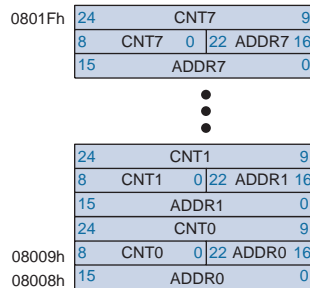 0801Fh 24 CNT7 9
8 CNT7 0 22 ADDR7 16
15 ADDR7 0
24 CNT1 9
8 CNT1 0 22 ADDR1 16
15 ADDR1 0
24 CNT0 9
08009h 8 CNT0 0 22 ADDR0 16
08008h 15 ADDR0 0